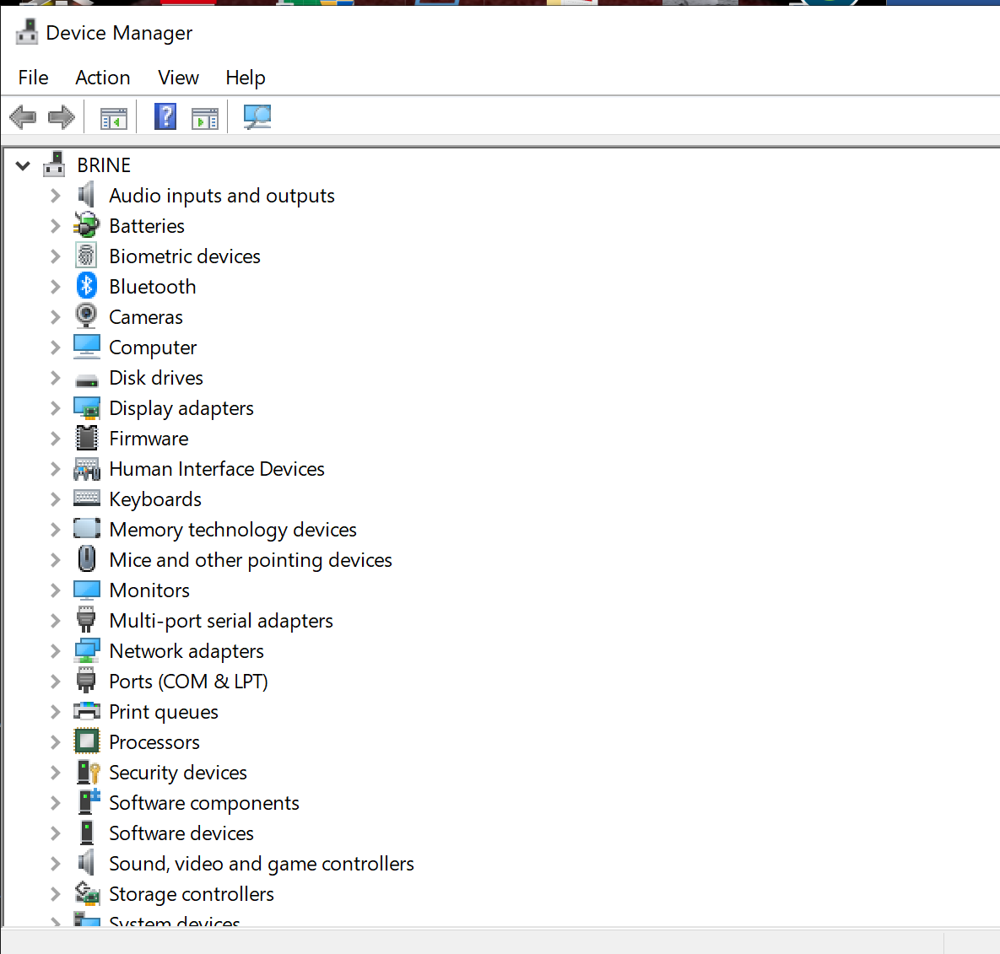 Device Manager
File Action View Help
BRINE
Audio inputs and outputs
Batteries
Biometric devices
Bluetooth
Cameras
Computer
Disk drives
Display adapters
Firmware
Human Interface Devices
Keyboards
Memory technology devices
Mice and other pointing devices
Monitors
Multi-port serial adapters
Network adapters
Ports (COM & LPT)
Print queues
Processors
Security devices
Software components
Software devices
Sound, video and game controllers
Storage controllers
System devices